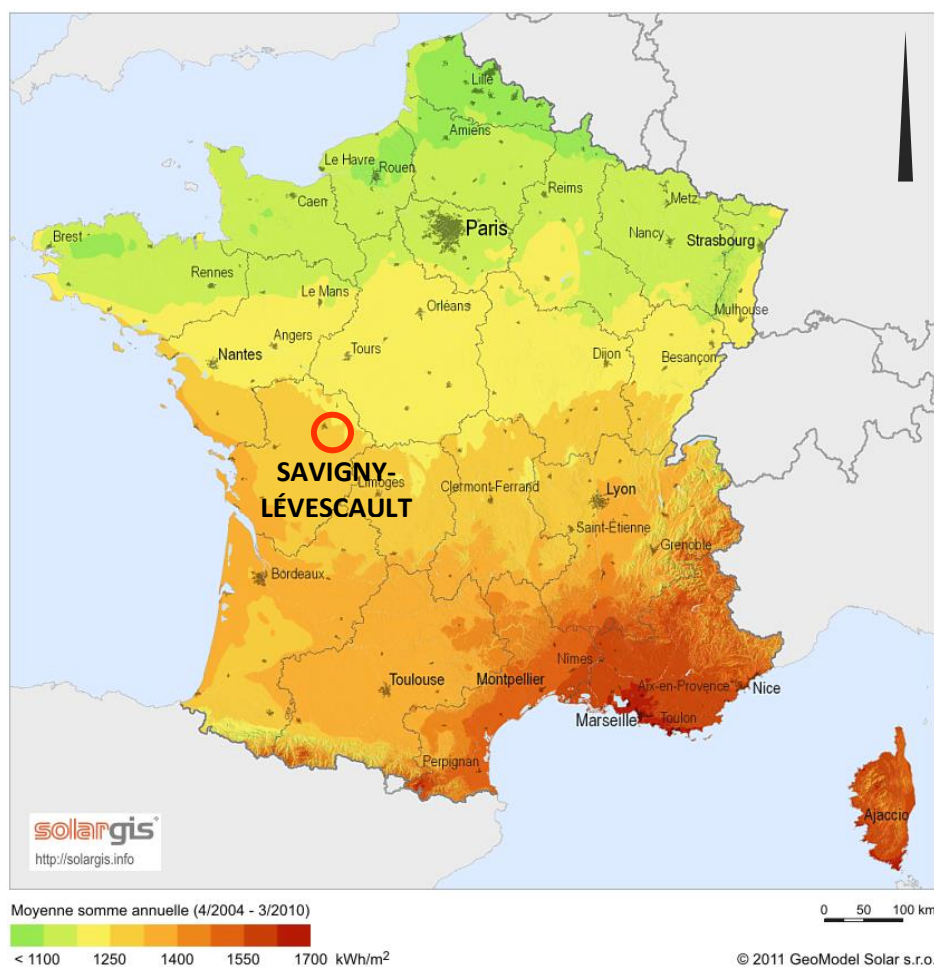 Lille
Amiens
Le Havre
Rouen
Caen
Reims
Metz
Paris
Nancy
Strasbourg
Brest
Rennes
Le Mans
Orléans
Mulhouse
Angers
Nantes
Tours
Dijon
Besançon
SAVIGNY-
LÉVESCAULT
Limoges
Clermont-Ferrand
Lyon
Saint-Étienne
Grenoble
Bordeaux
Nîmes
Toulouse
Montpellier
Aix-en-Provence
Nice
Marseille
Toulon
Perpignan
Ajaccio
solargis
http://solargis.info
Moyenne somme annuelle (4/2004 - 3/2010)
< 1100 1250 1400 1550 1700 kWh/m²
0 50 100 km
© 2011 GeoModel Solar s.r.o.